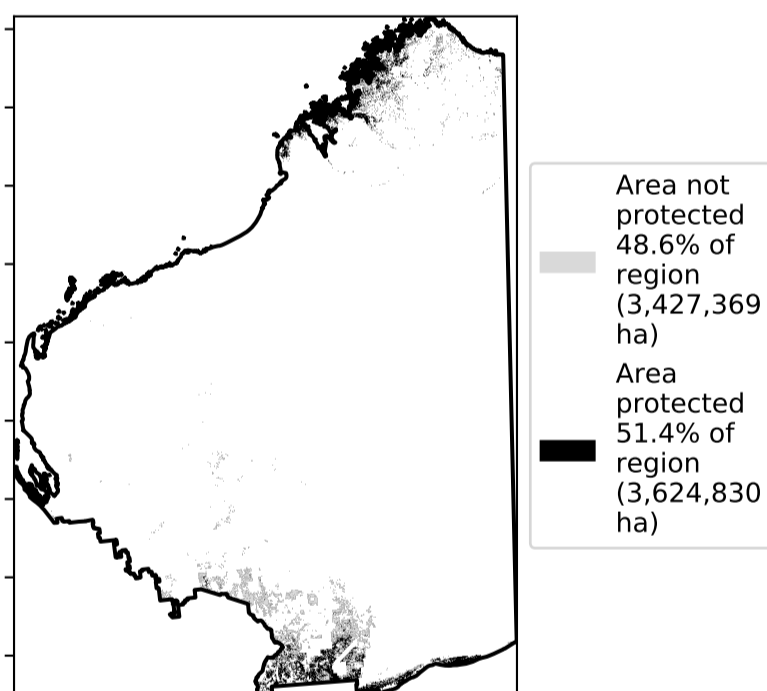 Area not
protected
48.6% of
region
(3,427,369
ha)
Area
protected
51.4% of
region
(3,624,830
ha)